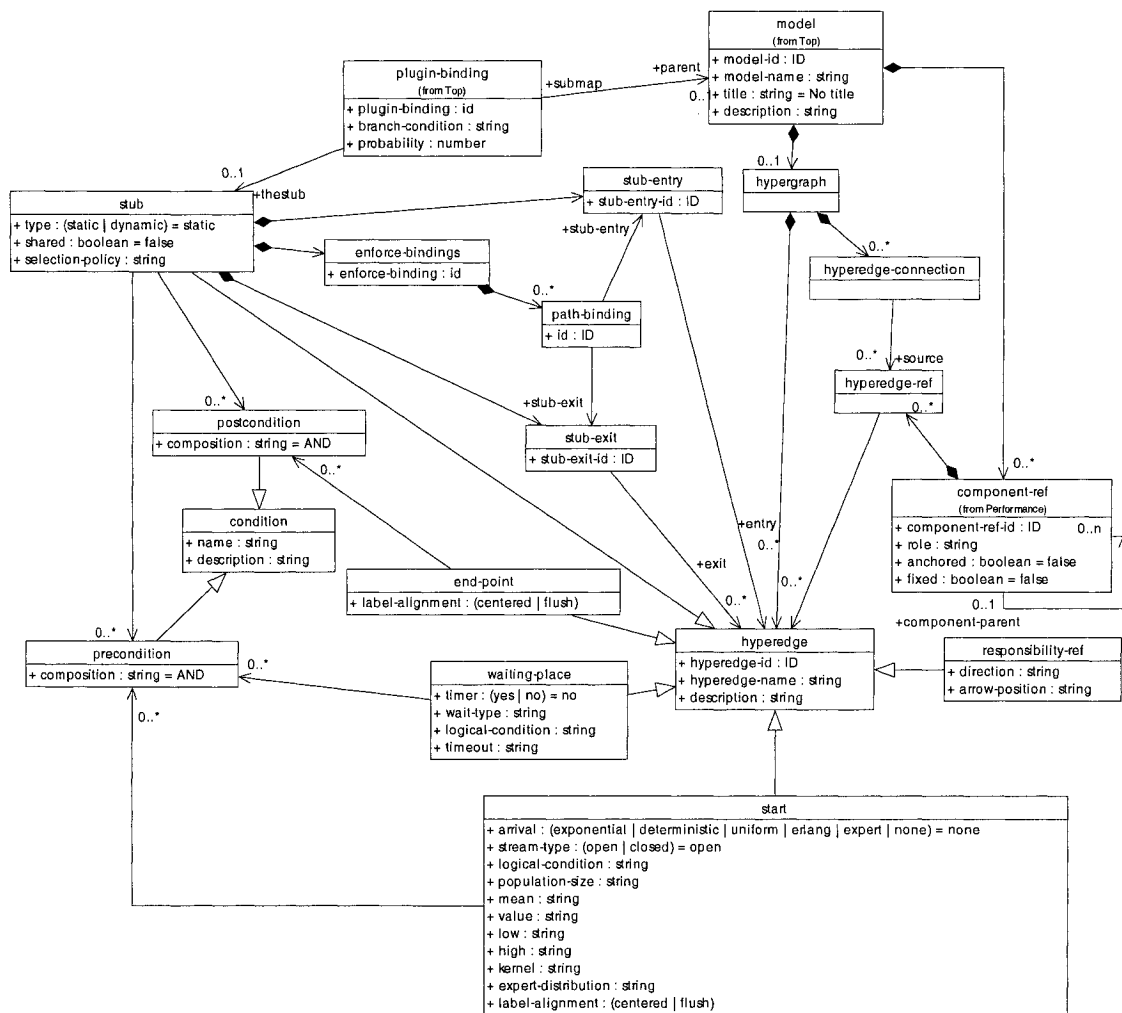 model
(from Top)
+ model-id : ID
+ model-name : string
+ title : string = No title
+ description : string
plugin-binding
(from Top)
+ plugin-binding : id
+ branch-condition : string
+ probability : number
+submap
+parent
0..1
0..1
+thestub
0..1
stub
+ type : (static | dynamic) = static
+ shared : boolean = false
+ selection-policy : string
stub-entry
+ stub-entry-id : ID
+stub-entry
hypergraph
0..*
hyperedge-connection
enforce-bindings
+ enforce-binding : id
0..*
path-binding
+ id : ID
0..*
+source
hyperedge-ref
0..*
+stub-exit
stub-exit
+ stub-exit-id : ID
0..*
postcondition
+ composition : string = AND
0..*
condition
+ name : string
+ description : string
0..*
component-ref
(from Performance)
+ component-ref-id : ID
+ role : string
+ anchored : boolean = false
+ fixed : boolean = false
0..n
0..1
+component-parent
+entry
0..*
+exit
0..*
0..*
end-point
+ label-alignment : (centered | flush)
0..*
precondition
+ composition : string = AND
0..*
0..*
waiting-place
+ timer : (yes | no) = no
+ wait-type : string
+ logical-condition : string
+ timeout : string
hyperedge
+ hyperedge-id : ID
+ hyperedge-name : string
+ description : string
responsibility-ref
+ direction : string
+ arrow-position : string
start
+ arrival : (exponential | deterministic | uniform | erlang | expert | none) = none
+ stream-type : (open | closed) = open
+ logical-condition : string
+ population-size : string
+ mean : string
+ value : string
+ low : string
+ high : string
+ kernel : string
+ expert-distribution : string
+ label-alignment : (centered | flush)